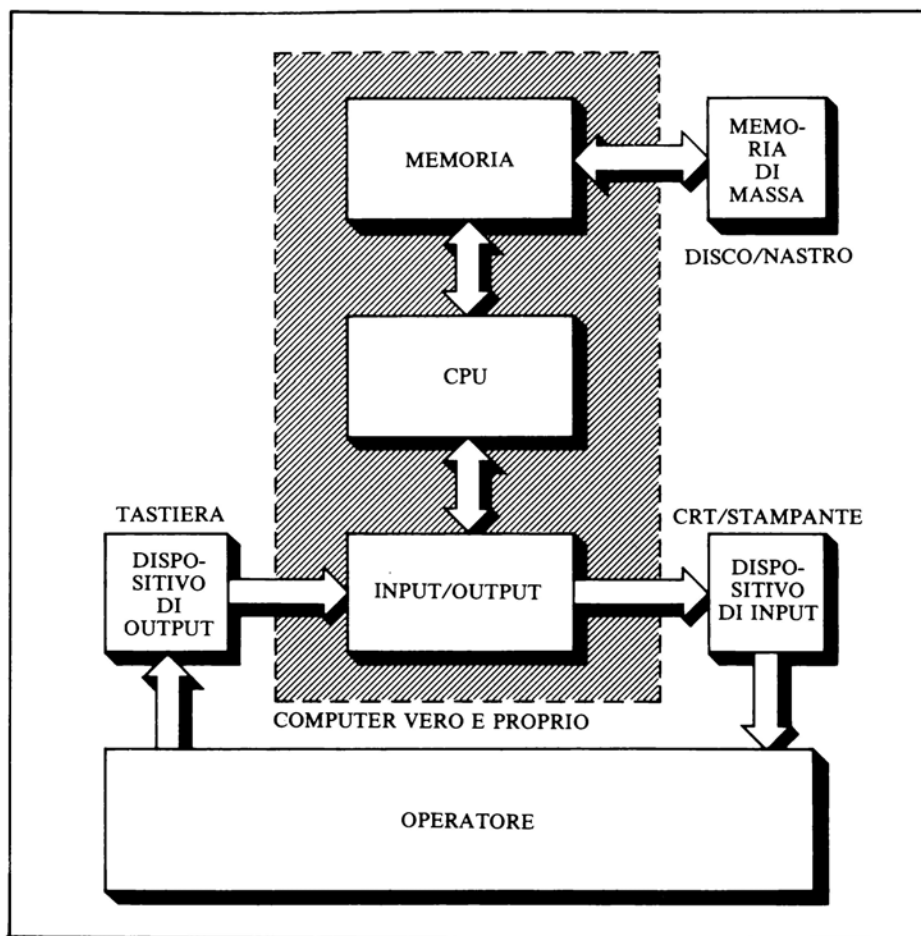 MEMORIA
MEMO-
RIA
DI
MASSA
DISCO/NASTRO
CPU
TASTIERA
DISPO-
SITIVO
DI
OUTPUT
INPUT/OUTPUT
CRT/STAMPANTE
DISPO-
SITIVO
DI INPUT
COMPUTER VERO E PROPRIO
OPERATORE